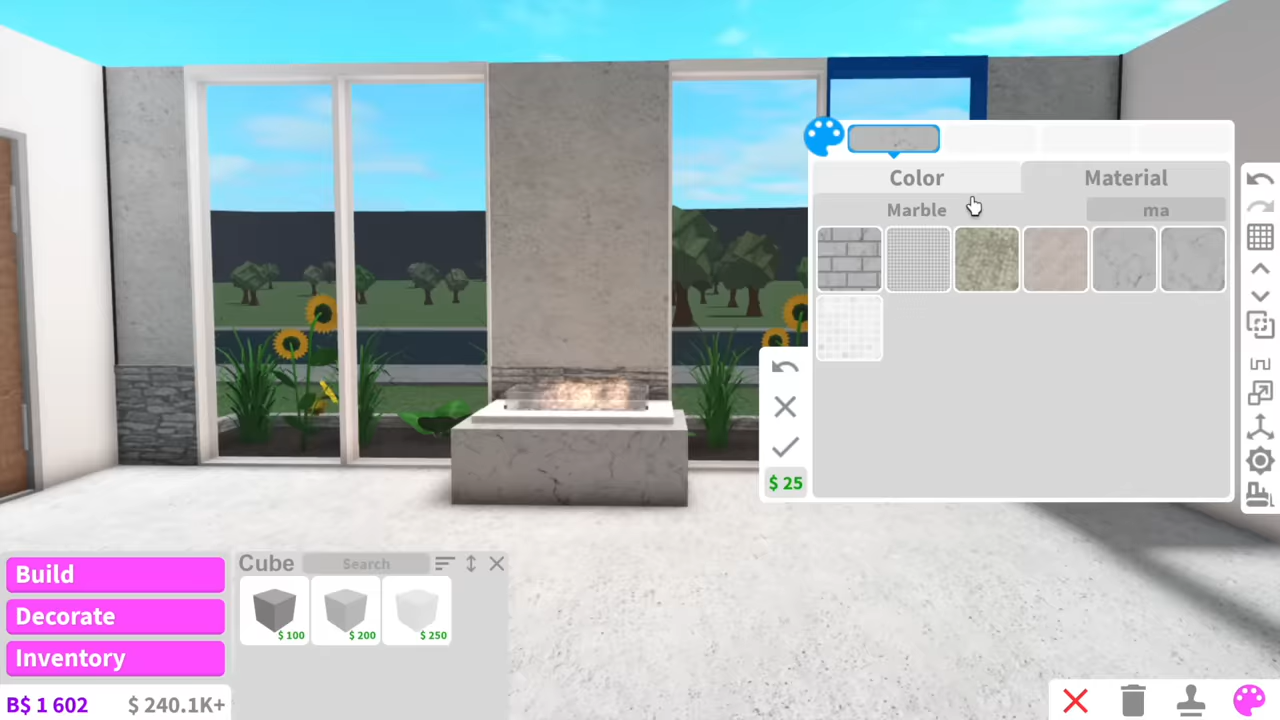 Color
Material
Marble
ma
$ 25
Build
Decorate
Inventory
Cube
Search
$ 100
$ 200
$ 250
B$ 1 602
$ 240.1K+